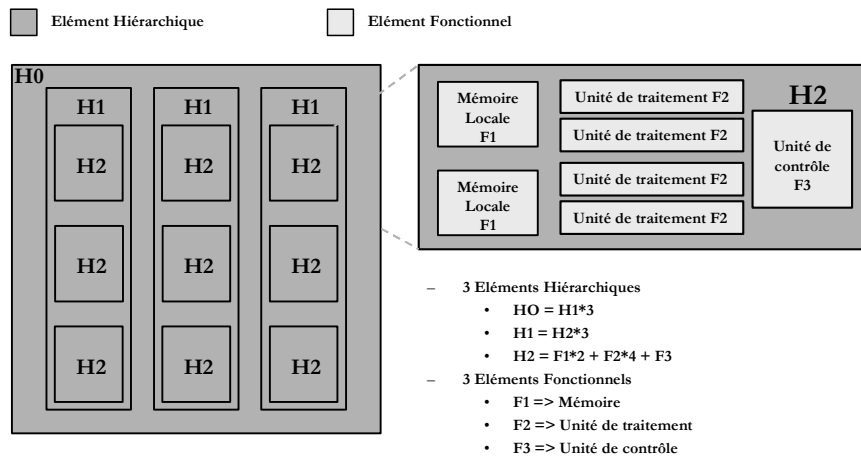 Elément Hiérarchique
Elément Fonctionnel
H0
H1 H1 H1
H2 H2 H2
H2 H2 H2
H2 H2 H2
Mémoire
Locale
F1
Mémoire
Locale
F1
Unité de traitement F2
Unité de traitement F2
Unité de traitement F2
Unité de traitement F2
H2
Unité de
contrôle
F3
– 3 Eléments Hiérarchiques
• HO = H1*3
• H1 = H2*3
• H2 = F1*2 + F2*4 + F3
– 3 Eléments Fonctionnels
• F1 => Mémoire
• F2 => Unité de traitement
• F3 => Unité de contrôle